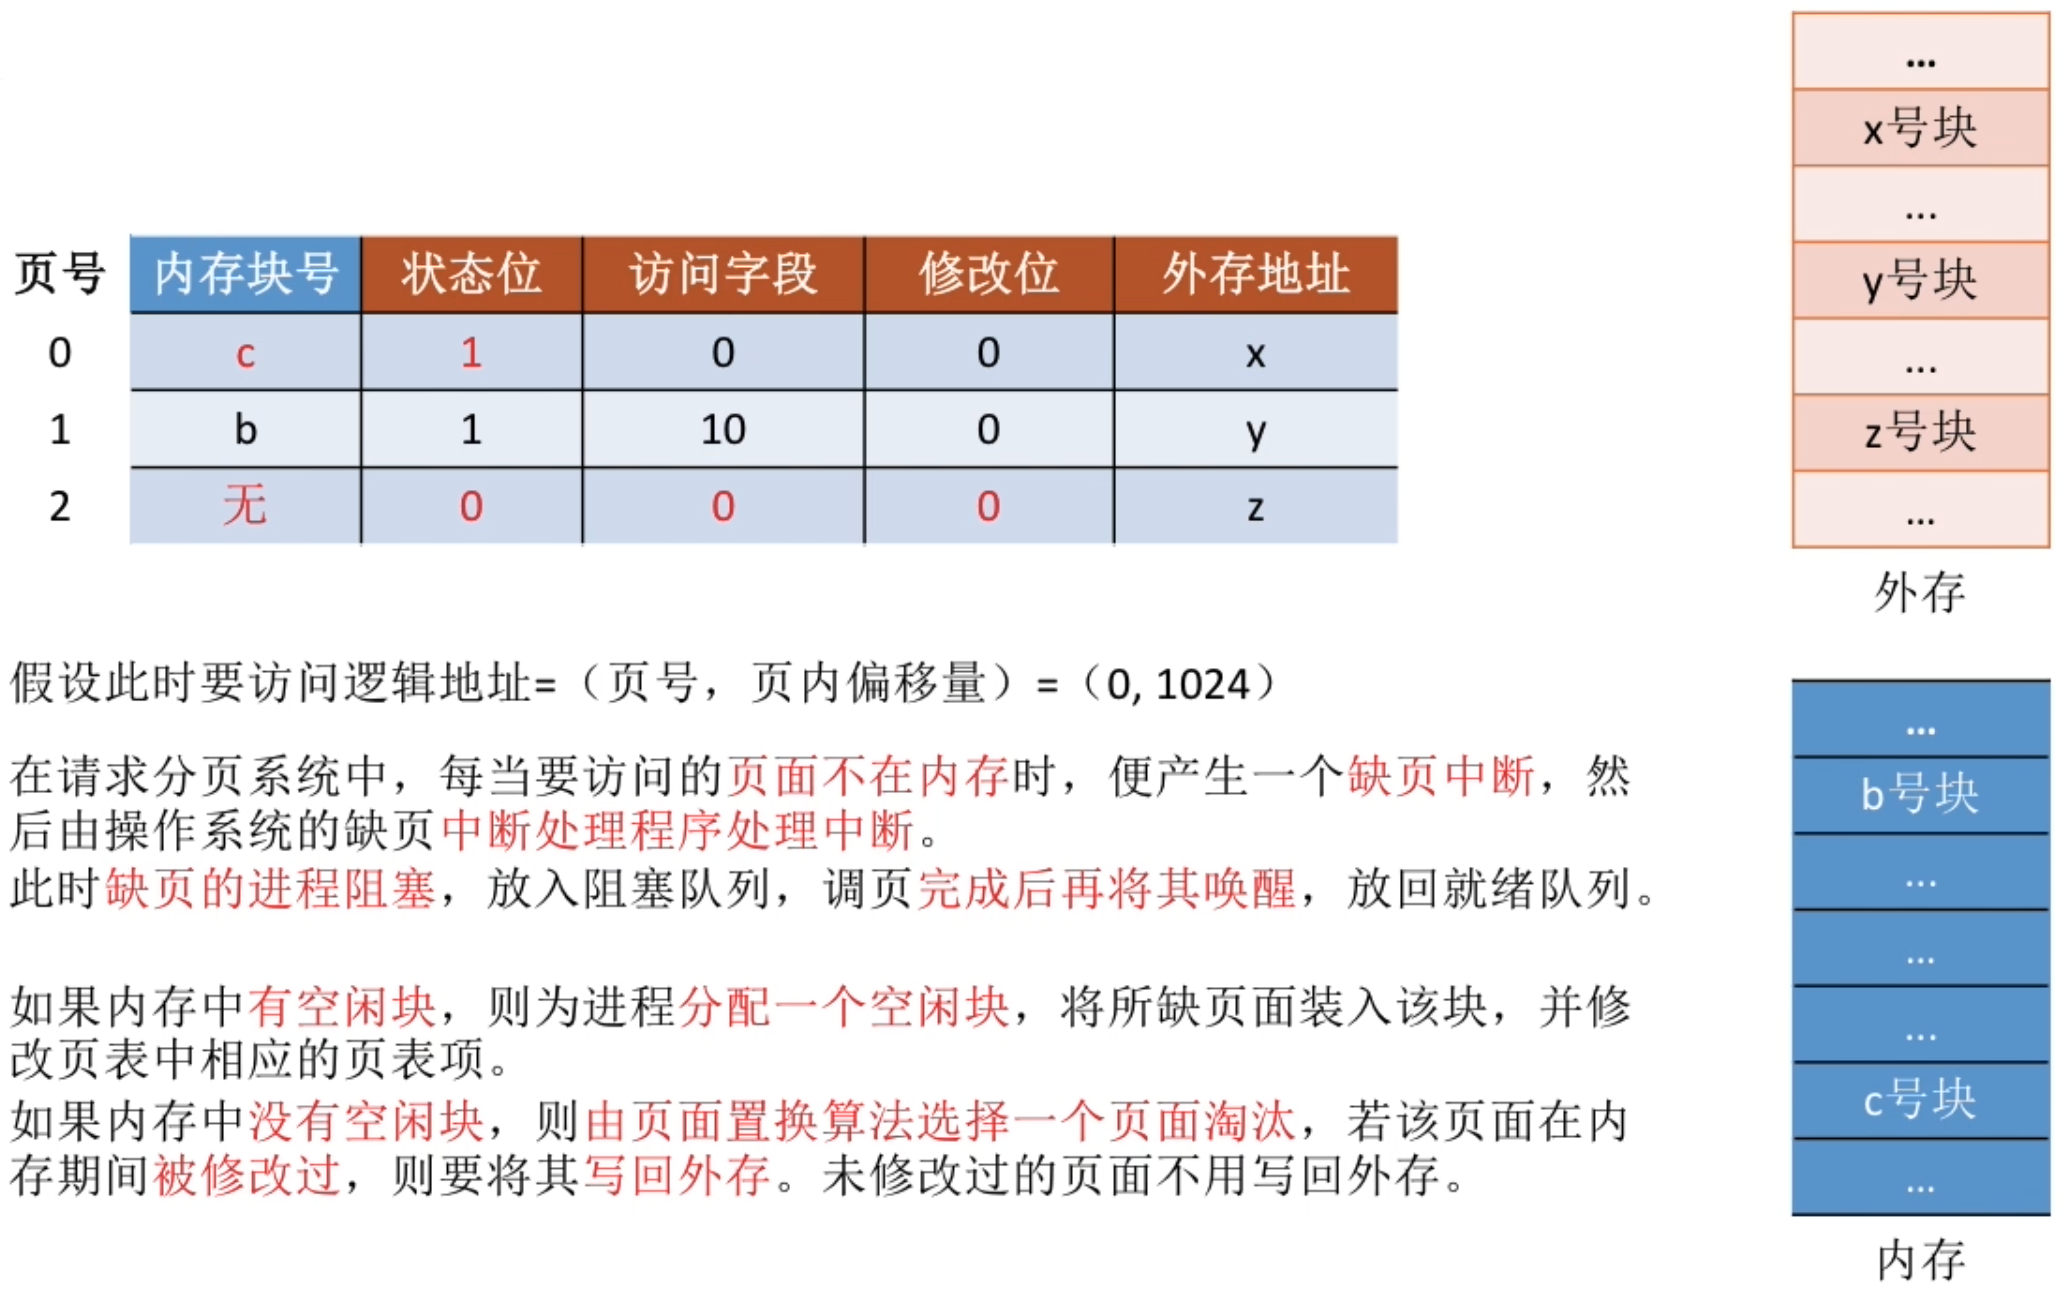 页号 内存块号 状态位 访问字段 修改位 外存地址
0 c 1 0 0 x
1 b 1 10 0 y
2 无 0 0 0 z
假设此时要访问逻辑地址=（页号，页内偏移量）=（0, 1024）
在请求分页系统中，每当要访问的页面不在内存时，便产生一个缺页中断，然
后由操作系统的缺页中断处理程序处理中断。
此时缺页的进程阻塞，放入阻塞队列，调页完成后再将其唤醒，放回就绪队列。
如果内存中有空闲块，则为进程分配一个空闲块，将所缺页面装入该块，并修
改页表中相应的页表项。
如果内存中没有空闲块，则由页面置换算法选择一个页面淘汰，若该页面在内
存期间被修改过，则要将其写回外存。未修改过的页面不用写回外存。
...
x号块
...
y号块
...
z号块
...
外存
...
b号块
...
...
...
c号块
...
内存